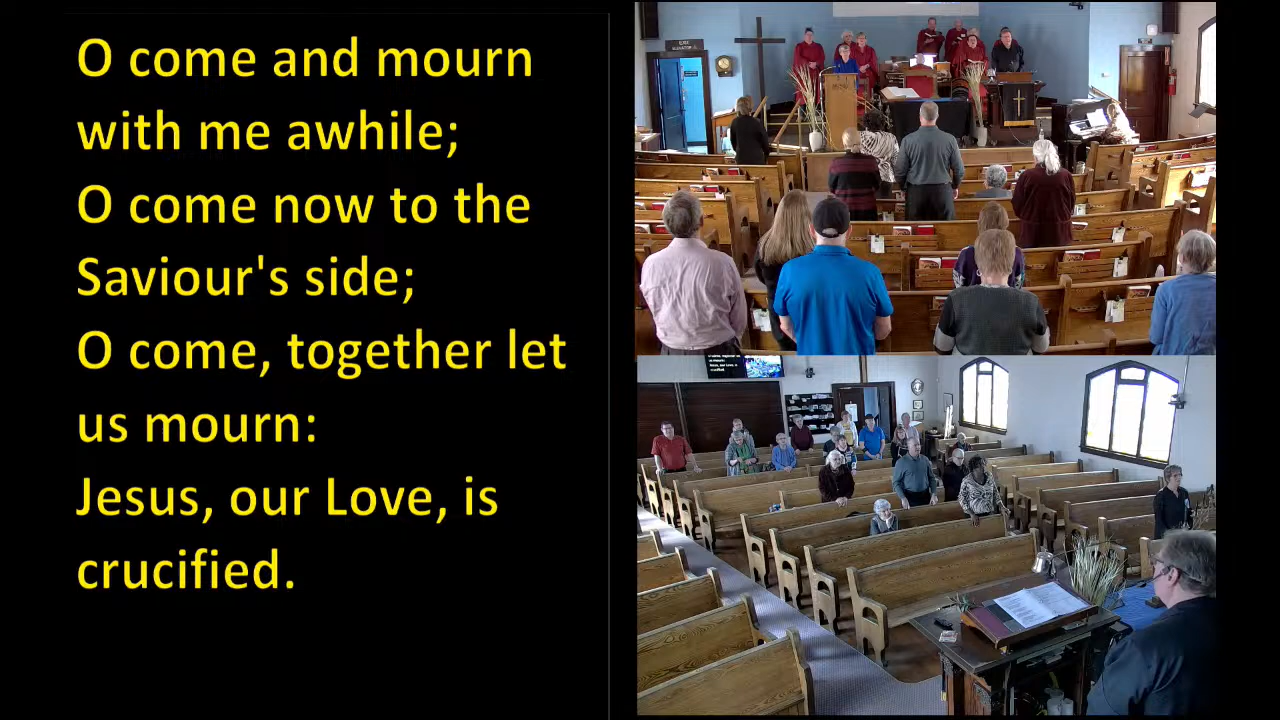 O come and mourn
with me awhile;
O come now to the
Saviour's side;
O come, together let
us mourn:
Jesus, our Love, is
crucified.